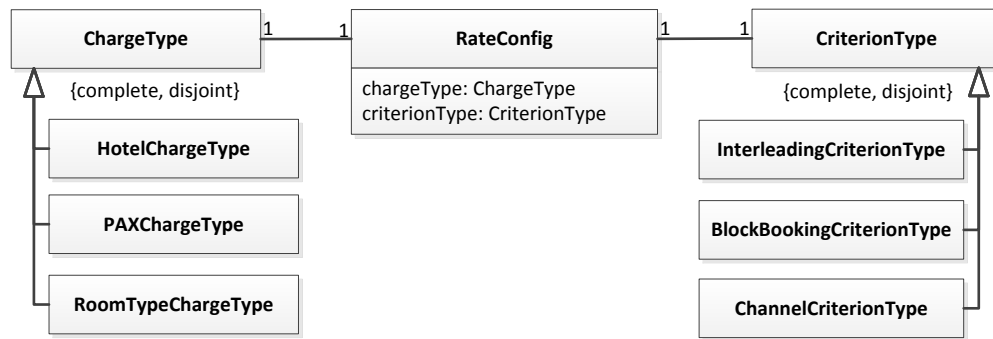 ChargeType
1
1
RateConfig
1
1
CriterionType
{complete, disjoint}
chargeType: ChargeType
criterionType: CriterionType
{complete, disjoint}
HotelChargeType
InterleadingCriterionType
PAXChargeType
BlockBookingCriterionType
RoomTypeChargeType
ChannelCriterionType